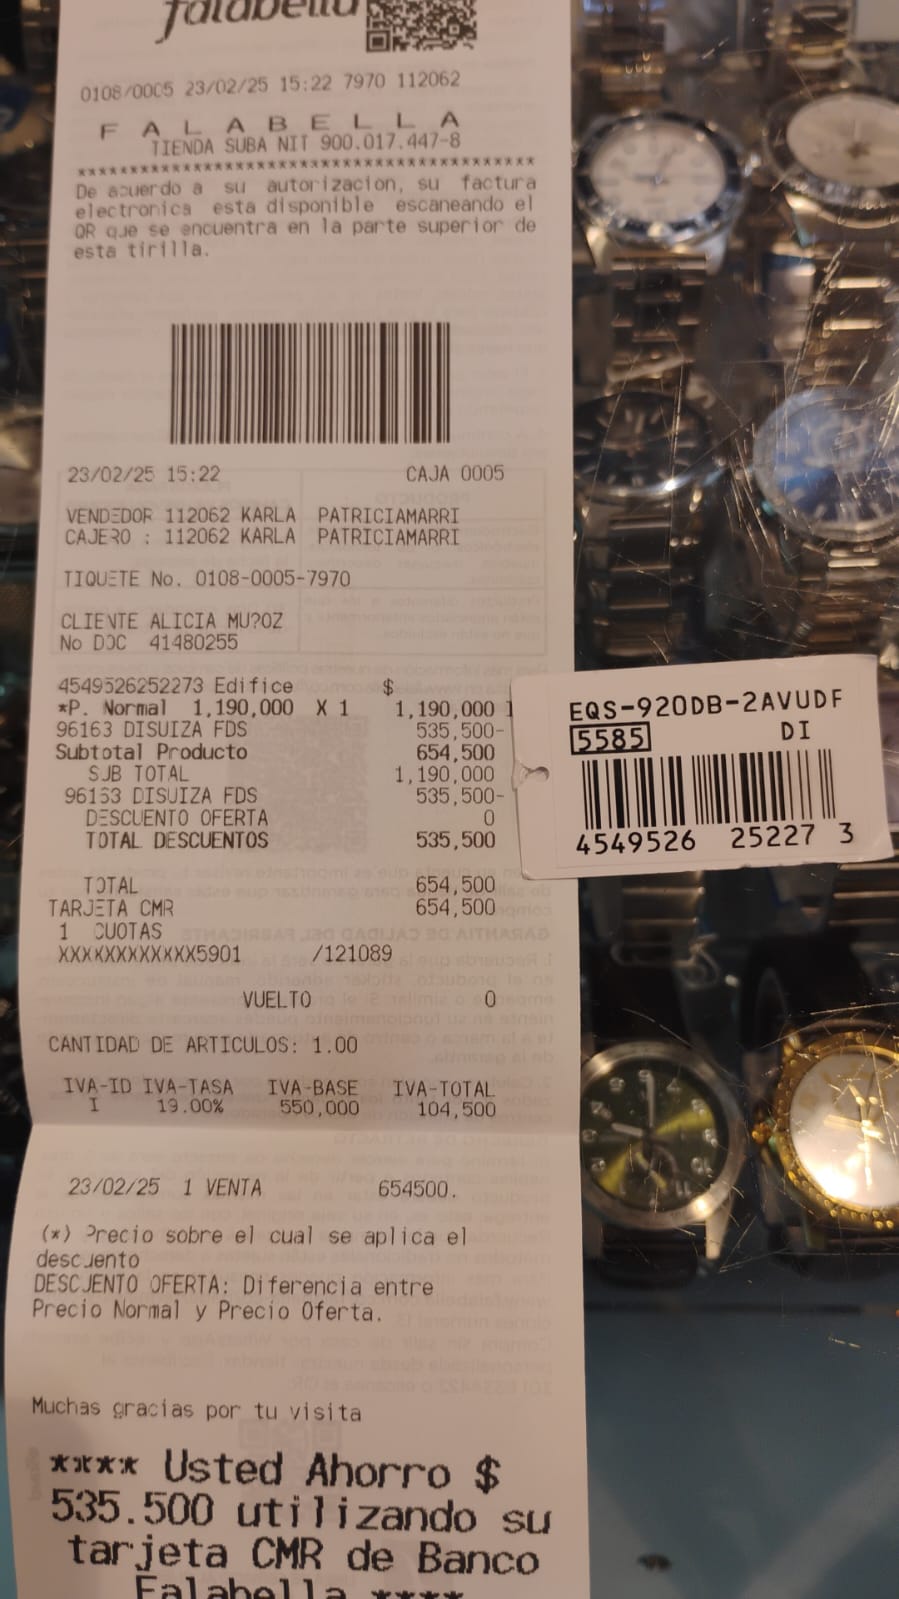 falabella
0108/0005 23/02/25 15:22 7970 112062
F A L A B E L L A
TIENDA SUBA NIT 900.017.447-8
******************************************
De acuerdo a su autorizacion, su factura
electronica esta disponible escaneando el
QR que se encuentra en la parte superior de
esta tirilla.
23/02/25 15:22 CAJA 0005
VENDEDOR 112062 KARLA PATRICIAMARRI
CAJERO : 112062 KARLA PATRICIAMARRI
TIQUETE No. 0108-0005-7970
CLIENTE ALICIA MU?OZ
No DOC 41480255
4549526252273 Edifice $
*P. Normal 1,190,000 X 1 1,190,000 I
96163 DISUIZA FDS 535,500-
Subtotal Producto 654,500
SUB TOTAL 1,190,000
96163 DISUIZA FDS 535,500-
DESCUENTO OFERTA 0
TOTAL DESCUENTOS 535,500
TOTAL 654,500
TARJETA CMR 654,500
1 CUOTAS
XXXXXXXXXXXX5901 /121089
VUELTO 0
CANTIDAD DE ARTICULOS: 1.00
IVA-ID IVA-TASA IVA-BASE IVA-TOTAL
I 19.00% 550,000 104,500
23/02/25 1 VENTA 654500.
(*) Precio sobre el cual se aplica el
descuento
DESCUENTO OFERTA: Diferencia entre
Precio Normal y Precio Oferta.
Muchas gracias por tu visita
**** Usted Ahorro $
535.500 utilizando su
tarjeta CMR de Banco
Falabella ****
EQS-920DB-2AVUDF
5585 DI
4549526 25227 3